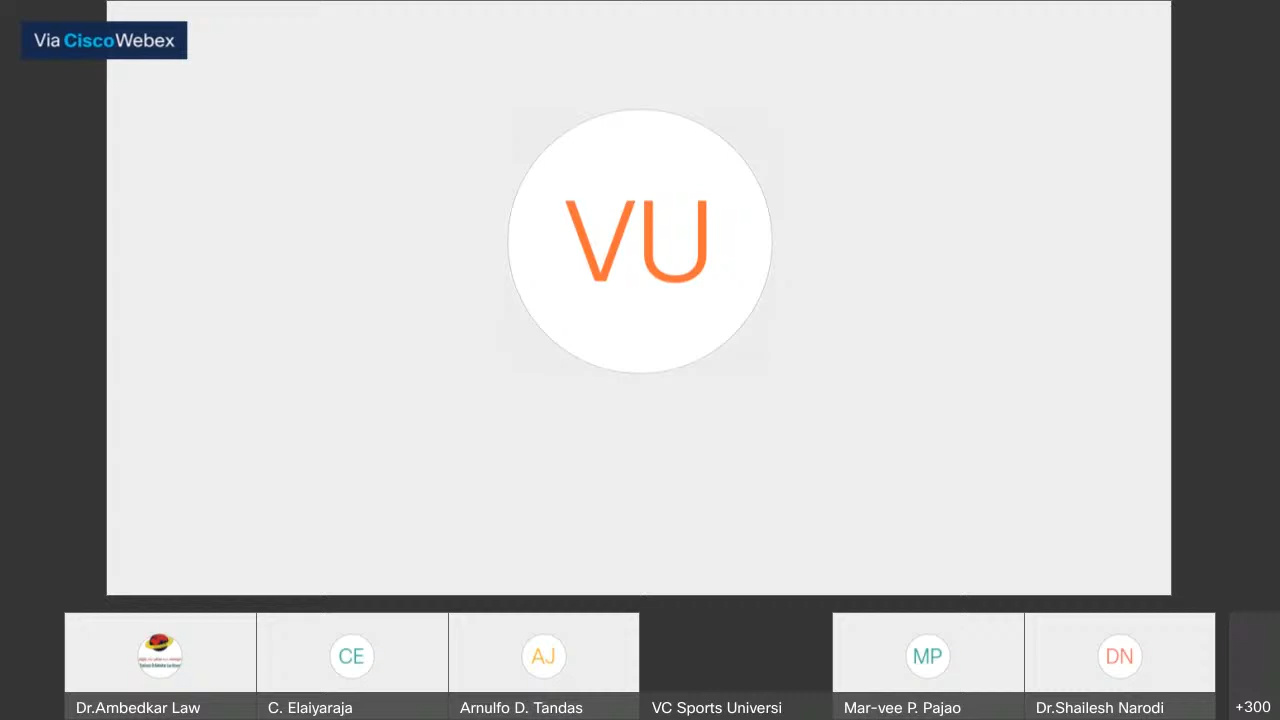 Via CiscoWebex
VU
CE
AJ
MP
DN
Dr.Ambedkar Law
C. Elaiyaraja
Arnulfo D. Tandas
VC Sports Universi
Mar-vee P. Pajao
Dr.Shailesh Narodi
+300